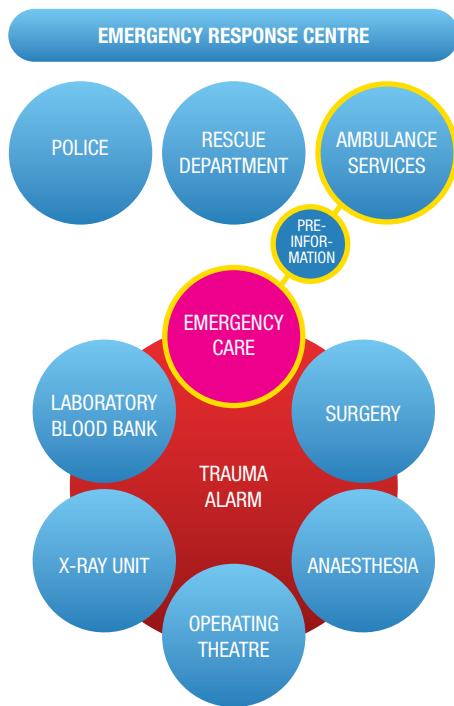 EMERGENCY RESPONSE CENTRE
POLICE
RESCUE
DEPARTMENT
AMBULANCE
SERVICES
PRE-
INFOR-
MATION
EMERGENCY
CARE
LABORATORY
BLOOD BANK
SURGERY
TRAUMA
ALARM
X-RAY UNIT
ANAESTHESIA
OPERATING
THEATRE